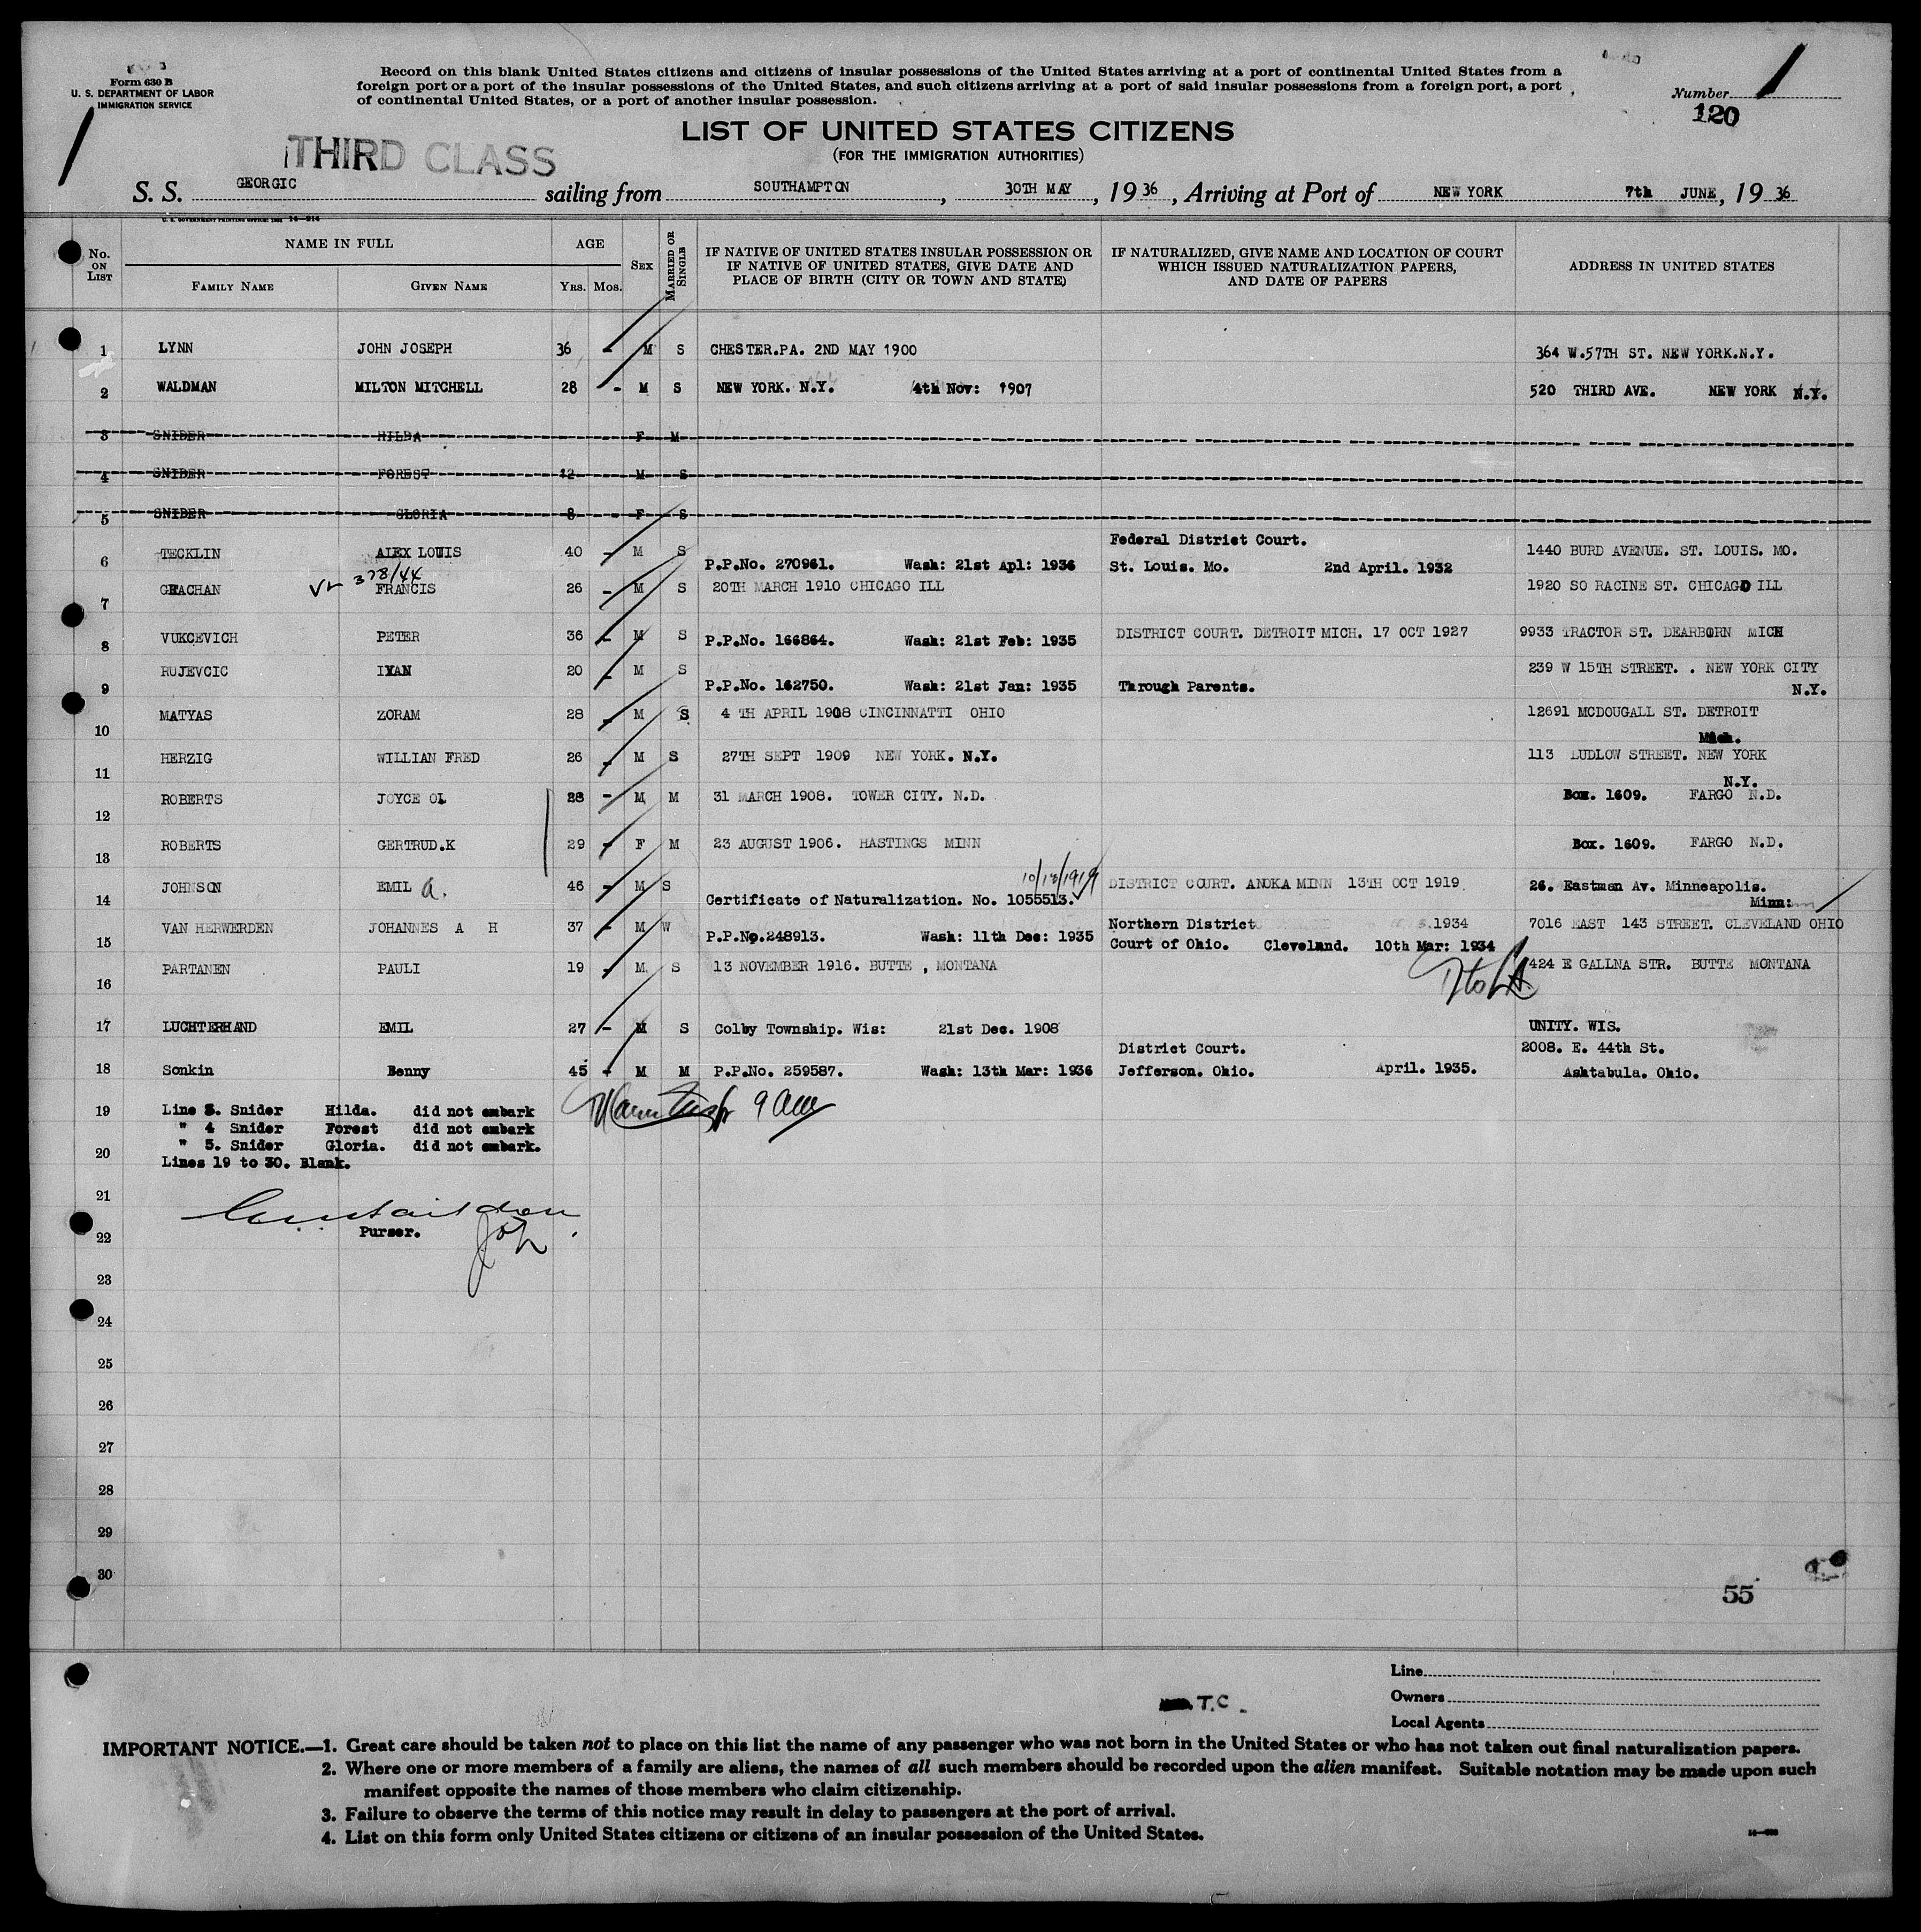 Form 630 B
U. S. DEPARTMENT OF LABOR
IMMIGRATION SERVICE
Record on this blank United States citizens and citizens of insular possessions of the United States arriving at a port of continental United States from a
foreign port or a port of the insular possessions of the United States, and such citizens arriving at a port of said insular possessions from a foreign port, a port
of continental United States, or a port of another insular possession.
Number 1
120
LIST OF UNITED STATES CITIZENS
(FOR THE IMMIGRATION AUTHORITIES)
THIRD CLASS
S. S. GEORGIC sailing from SOUTHAMPTON, 30TH MAY, 1936, Arriving at Port of NEW YORK 7th JUNE, 1936
No. ON LIST NAME IN FULL AGE SEX MARRIED OR SINGLE IF NATIVE OF UNITED STATES INSULAR POSSESSION OR IF NATIVE OF UNITED STATES, GIVE DATE AND PLACE OF BIRTH (CITY OR TOWN AND STATE) IF NATURALIZED, GIVE NAME AND LOCATION OF COURT WHICH ISSUED NATURALIZATION PAPERS, AND DATE OF PAPERS ADDRESS IN UNITED STATES
FAMILY NAME GIVEN NAME YRS. MOS.
1 LYNN JOHN JOSEPH 36 - M S CHESTER.PA. 2ND MAY 1900 364 W.57TH ST. NEW YORK.N.Y.
2 WALDMAN MILTON MITCHELL 28 - M S NEW YORK. N.Y. 4th Nov: 1907 520 THIRD AVE. NEW YORK N.Y.
3 SNIDER HILDA F M
4 SNIDER FOREST 12 M S
5 SNIDER GLORIA 8 F S
6 TECKLIN ALEX LOUIS 40 - M S P.P.No. 270961. Wash: 21st Apl: 1936 Federal District Court. St. Louis. Mo. 2nd April. 1932 1440 BURD AVENUE. ST. LOUIS. MO.
378/44
7 GRACHAN FRANCIS 26 - M S 20TH MARCH 1910 CHICAGO ILL 1920 SO RACINE ST. CHICAGO ILL
8 VUKCEVICH PETER 36 - M S P.P.No. 166864. Wash: 21st Feb: 1935 DISTRICT COURT. DETROIT MICH. 17 OCT 1927 9933 TRACTOR ST. DEARBORN MICH
9 RUJEVCIC IVAN 20 - M S P.P.No. 162750. Wash: 21st Jan: 1935 Through Parents. 239 W 15TH STREET. . NEW YORK CITY N.Y.
10 MATYAS ZORAM 28 - M S 4 TH APRIL 1908 CINCINNATTI OHIO 12691 MCDOUGALL ST. DETROIT Mich.
11 HERZIG WILLIAN FRED 26 - M S 27TH SEPT 1909 NEW YORK. N.Y. 113 LUDLOW STREET. NEW YORK N.Y.
12 ROBERTS JOYCE OL 28 - M M 31 MARCH 1908. TOWER CITY. N.D. Box. 1609. FARGO N.D.
13 ROBERTS GERTRUD.K 29 - F M 23 AUGUST 1906. HASTINGS MINN Box. 1609. FARGO N.D.
14 JOHNSON EMIL a. 46 - M S 10/13/1919 Certificate of Naturalization. No. 1055513. DISTRICT COURT. ANOKA MINN 13TH OCT 1919 26. Eastman Av. Minneapolis. Minn:
15 VAN HERWERDEN JOHANNES A H 37 - M W P.P.No.248913. Wash: 11th Dec: 1935 Northern District 1934 Court of Ohio. Cleveland. 10th Mar: 1934 7016 EAST 143 STREET. CLEVELAND OHIO
16 PARTANEN PAULI 19 - M S 13 NOVEMBER 1916. BUTTE , MONTANA 424 E GALLNA STR. BUTTE MONTANA
17 LUCHTERHAND EMIL 27 - M S Colby Township. Wis: 21st Dec. 1908 UNITY. WIS.
18 Sonkin Benny 45 - M M P.P.No. 259587. Wash: 13th Mar: 1936 District Court. Jefferson. Ohio. April. 1935. 2008. E. 44th St. Ashtabula. Ohio.
19 Line 3. Snider Hilda. did not embark
" 4 Snider Forest did not embark
" 5. Snider Gloria. did not embark.
20 Lines 19 to 30. Blank.
21
22 Purser.
23
24
25
26
27
28
29
30
55
Line
Owners
T.C.
Local Agents
IMPORTANT NOTICE.—1. Great care should be taken not to place on this list the name of any passenger who was not born in the United States or who has not taken out final naturalization papers.
2. Where one or more members of a family are aliens, the names of all such members should be recorded upon the alien manifest. Suitable notation may be made upon such
manifest opposite the names of those members who claim citizenship.
3. Failure to observe the terms of this notice may result in delay to passengers at the port of arrival.
4. List on this form only United States citizens or citizens of an insular possession of the United States.